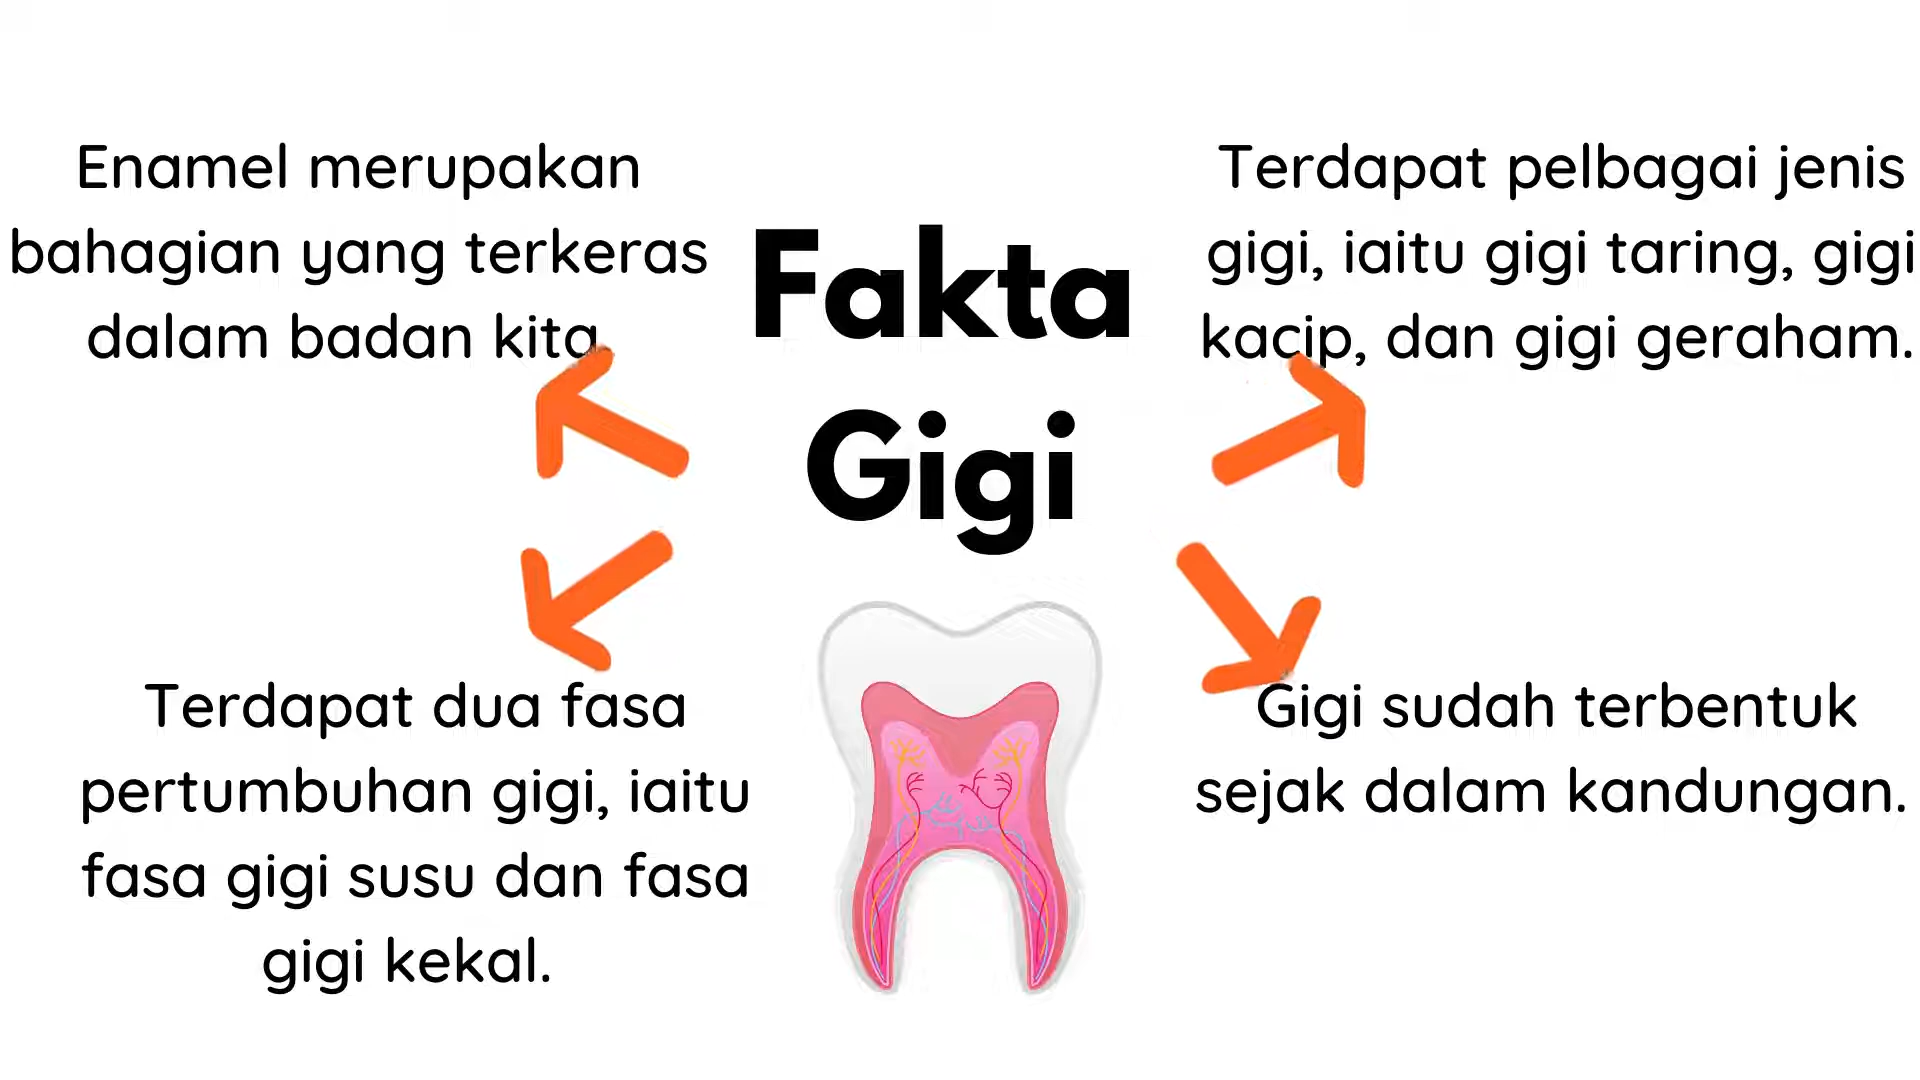 Enamel merupakan
bahagian yang terkeras
dalam badan kita
Fakta
Gigi
Terdapat pelbagai jenis
gigi, iaitu gigi taring, gigi
kacip, dan gigi geraham.
Terdapat dua fasa
pertumbuhan gigi, iaitu
fasa gigi susu dan fasa
gigi kekal.
Gigi sudah terbentuk
sejak dalam kandungan.